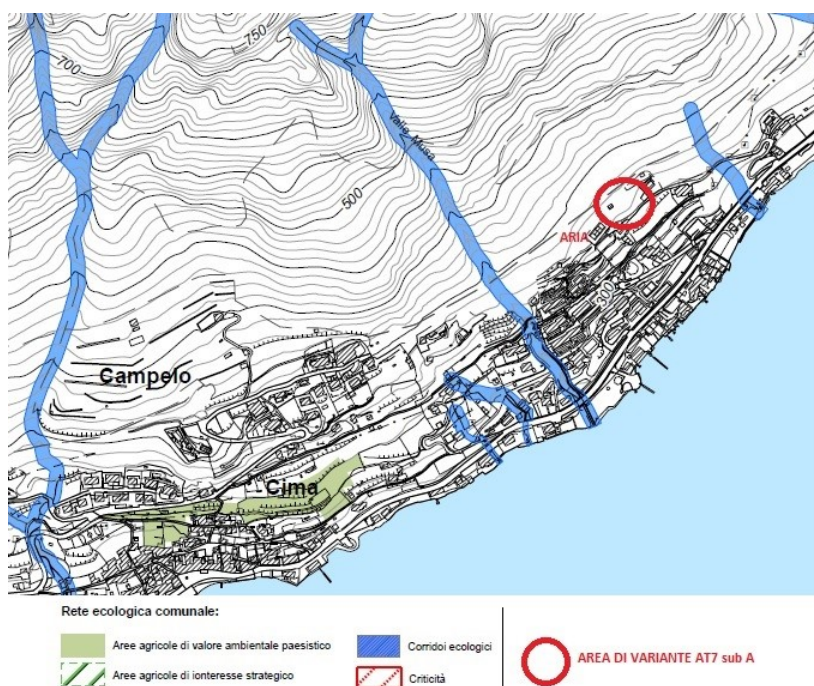 700
750
Valle Musa
500
ARIA
300
Campelo
Cima
Rete ecologica comunale:
Aree agricole di valore ambientale paesistico
Corridoi ecologici
AREA DI VARIANTE AT7 sub A
Aree agricole di ionteresse strategico
Criticità